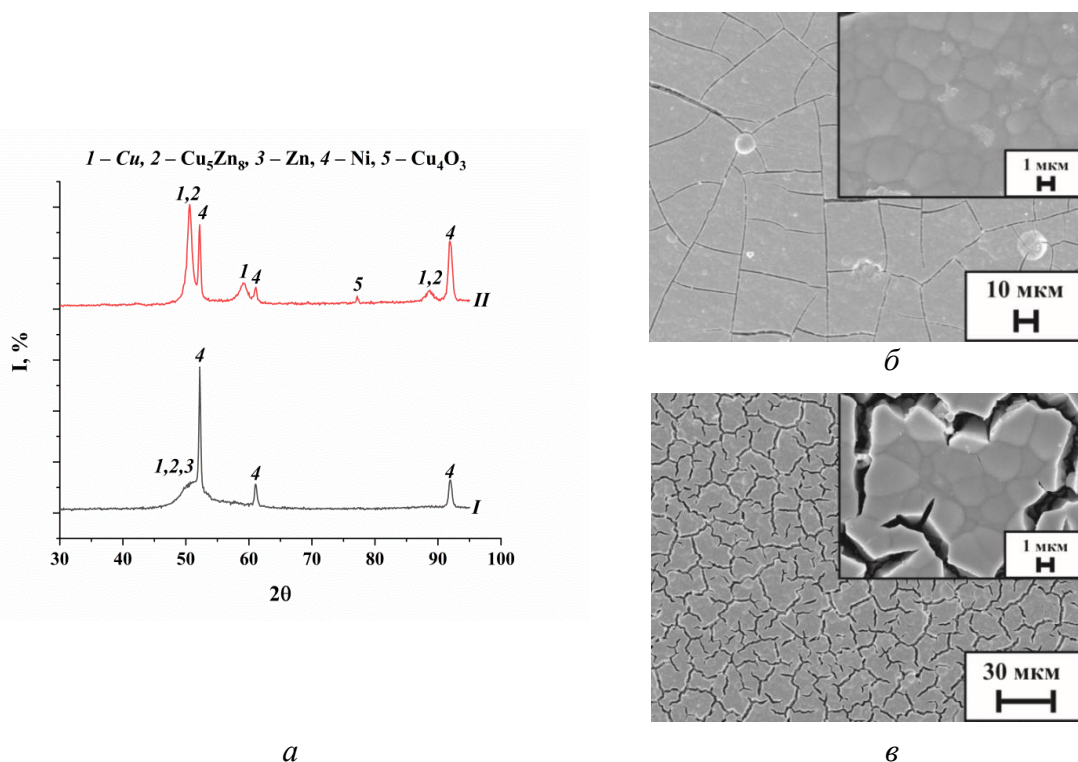 1 – Cu, 2 – Cu₅Zn₈, 3 – Zn, 4 – Ni, 5 – Cu₄O₃
1,2
4
1
4
5
1,2
4
II
I, %
4
1,2,3
4
4
I
30 40 50 60 70 80 90 100
2θ
а
1 мкм
10 мкм
б
1 мкм
30 мкм
в